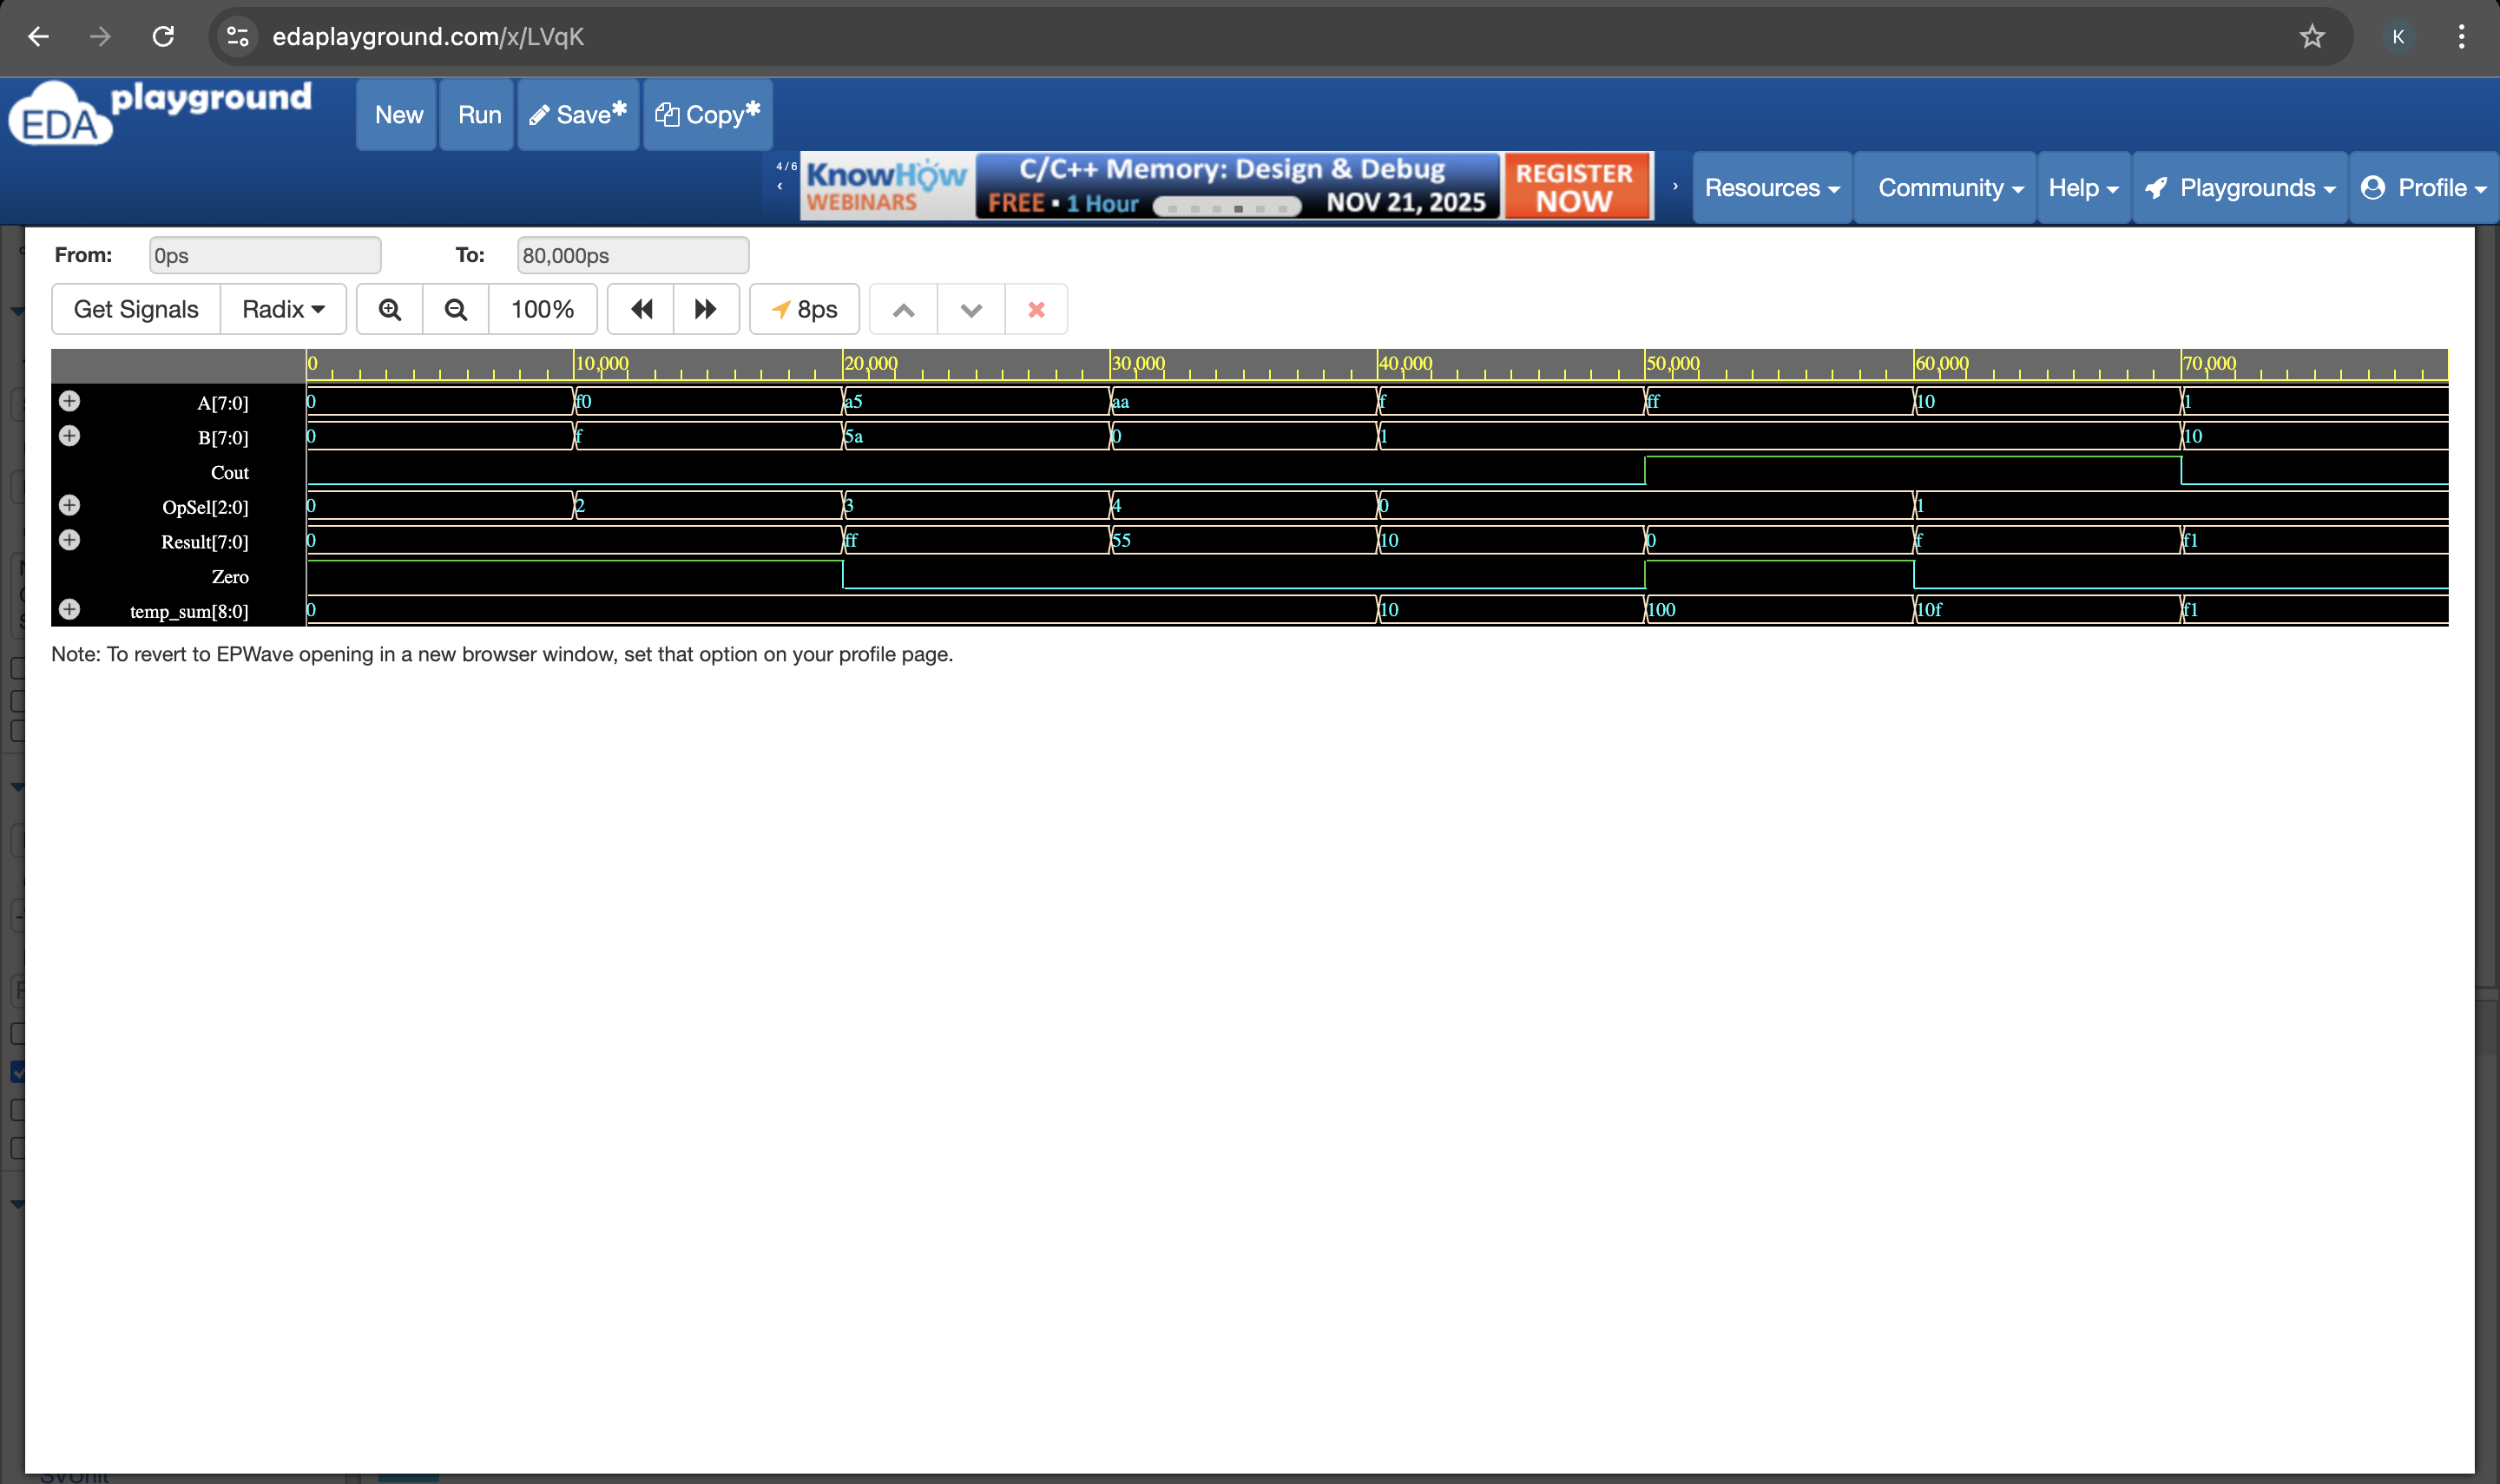 edaplayground.com/x/LVqK
K
EDA playground
New Run Save* Copy*
4/6
KnowHow WEBINARS
C/C++ Memory: Design & Debug
FREE ▪ 1 Hour NOV 21, 2025
REGISTER NOW
Resources Community Help Playgrounds Profile
From: 0ps To: 80,000ps
Get Signals Radix 100% 8ps
0 10,000 20,000 30,000 40,000 50,000 60,000 70,000
A[7:0] 0 f0 a5 aa f ff 10 1
B[7:0] 0 f 5a 0 1 10
Cout
OpSel[2:0] 0 2 3 4 0 1
Result[7:0] 0 ff 55 10 0 f f1
Zero
temp_sum[8:0] 0 10 100 10f f1
Note: To revert to EPWave opening in a new browser window, set that option on your profile page.